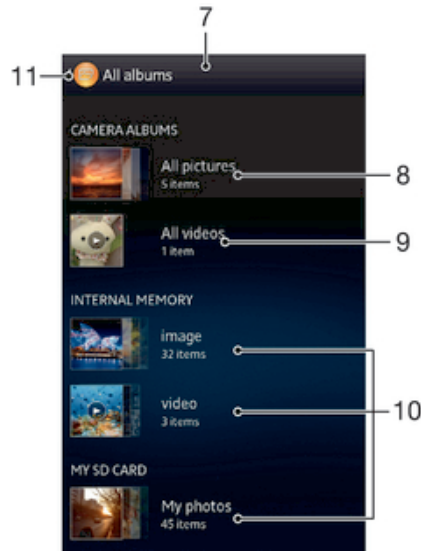 7
11 All albums
CAMERA ALBUMS
All pictures 8
5 items
All videos 9
1 item
INTERNAL MEMORY
image
32 items
10
video
3 items
MY SD CARD
My photos
45 items